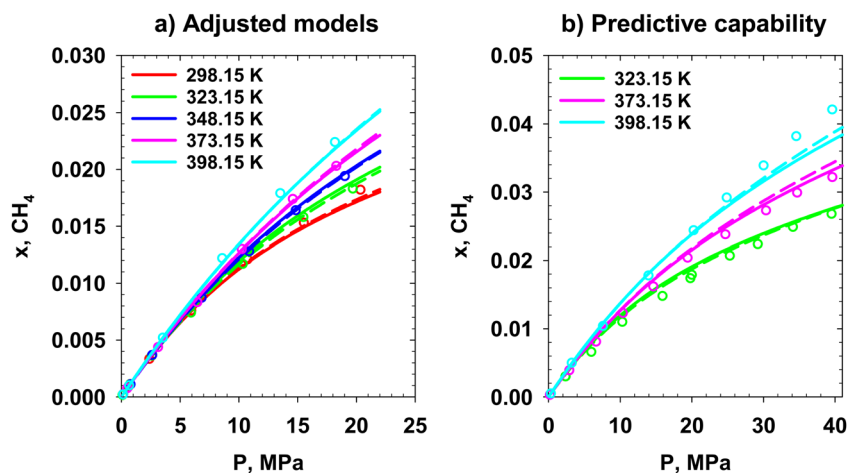 a) Adjusted models
0.030
0.025
0.020
0.015
0.010
0.005
0.000
x, CH4
298.15 K
323.15 K
348.15 K
373.15 K
398.15 K
0 5 10 15 20 25
P, MPa
b) Predictive capability
0.05
0.04
0.03
0.02
0.01
0.00
x, CH4
323.15 K
373.15 K
398.15 K
0 10 20 30 40
P, MPa